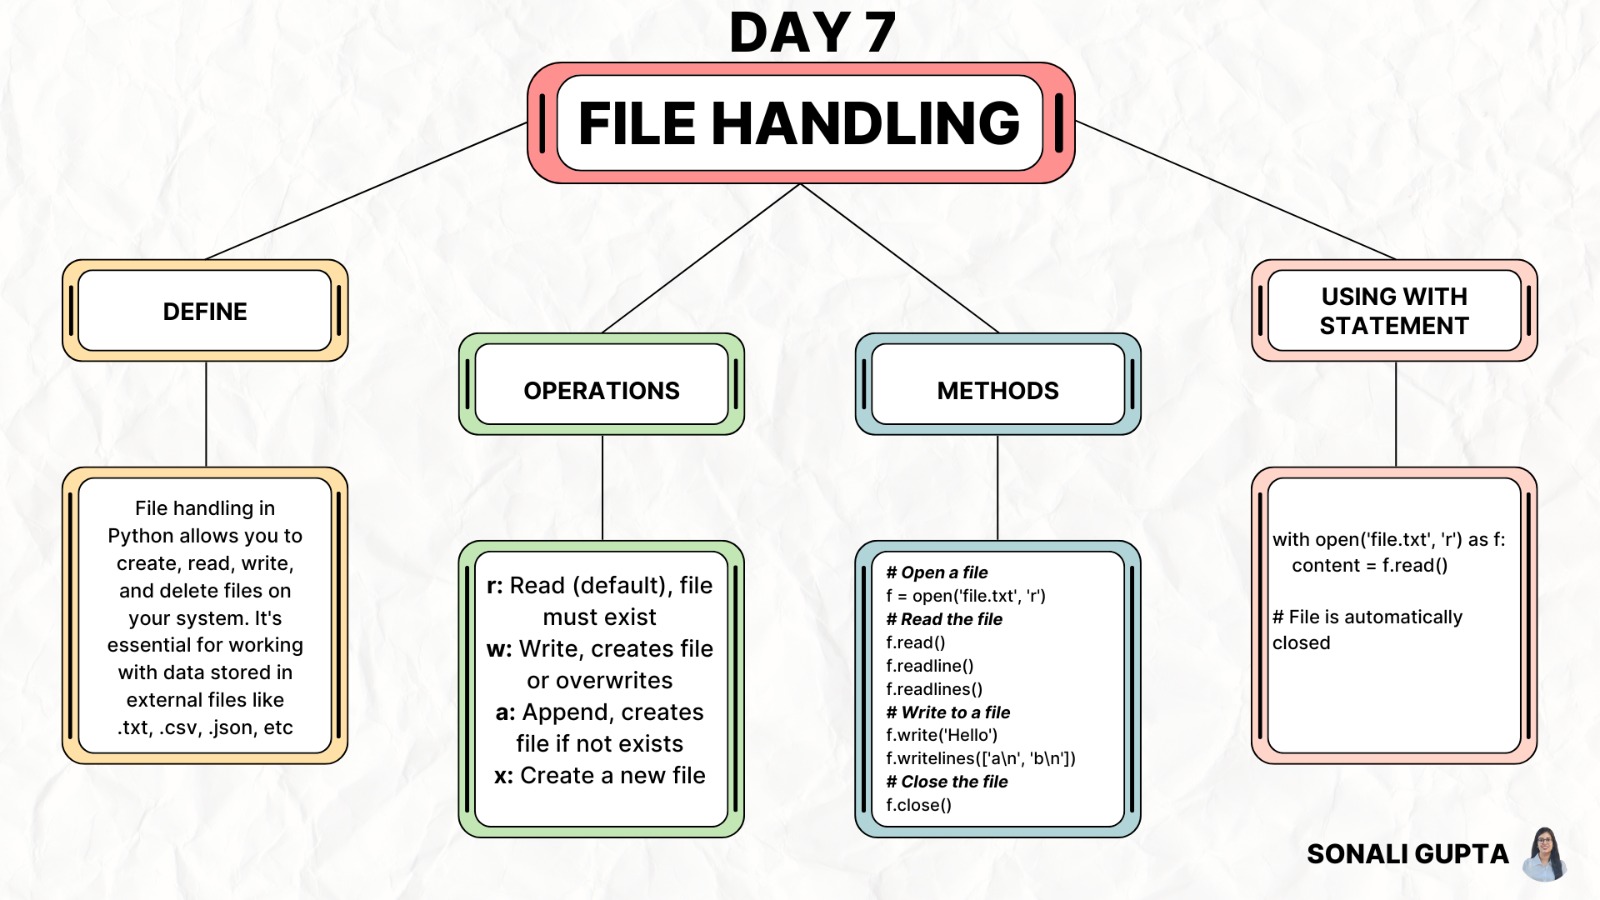 DAY 7
FILE HANDLING
DEFINE
File handling in
Python allows you to
create, read, write,
and delete files on
your system. It's
essential for working
with data stored in
external files like
.txt, .csv, .json, etc
OPERATIONS
r: Read (default), file
must exist
w: Write, creates file
or overwrites
a: Append, creates
file if not exists
x: Create a new file
METHODS
# Open a file
f = open('file.txt', 'r')
# Read the file
f.read()
f.readline()
f.readlines()
# Write to a file
f.write('Hello')
f.writelines(['a\n', 'b\n'])
# Close the file
f.close()
USING WITH
STATEMENT
with open('file.txt', 'r') as f:
    content = f.read()
# File is automatically
closed
SONALI GUPTA